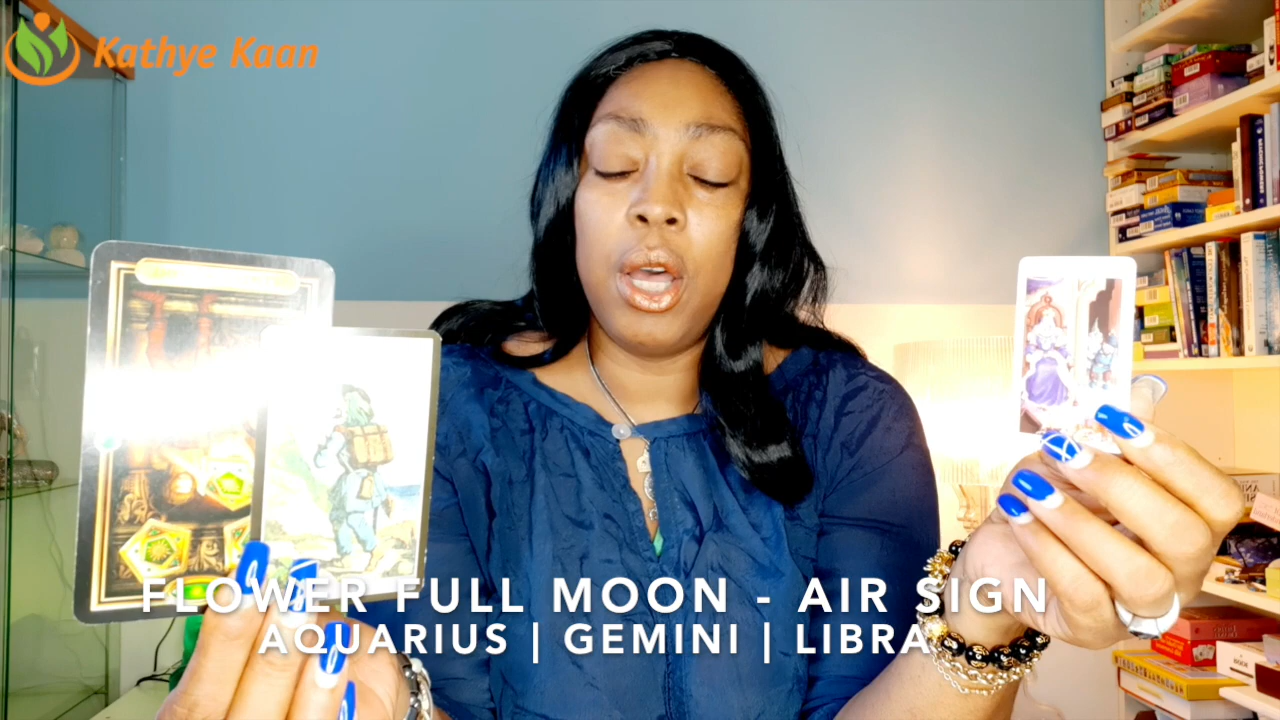 Kathye Kaan
FLOWER FULL MOON - AIR SIGN
AQUARIUS | GEMINI | LIBRA